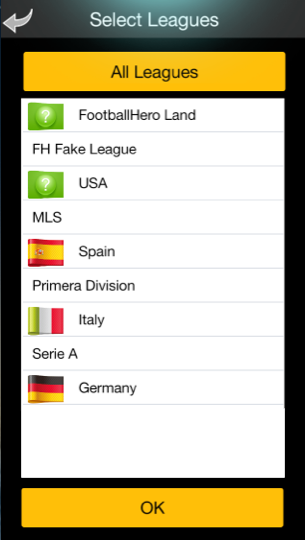 Select Leagues
All Leagues
? FootballHero Land
FH Fake League
? USA
MLS
Spain
Primera Division
Italy
Serie A
Germany
OK